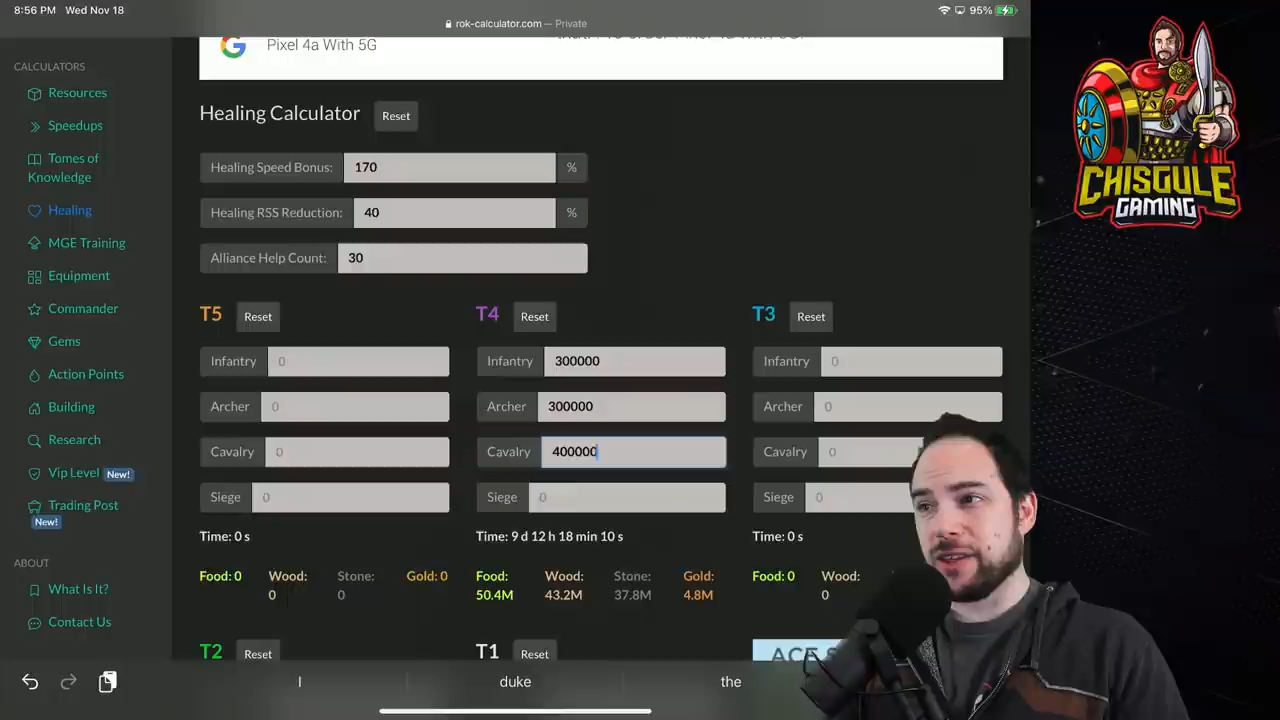 8:56 PM Wed Nov 18
rok-calculator.com — Private
95%
Pixel 4a With 5G
CALCULATORS
Resources
Speedups
Tomes of
Knowledge
Healing
MGE Training
Equipment
Commander
Gems
Action Points
Building
Research
Vip Level New!
Trading Post
New!
ABOUT
What Is It?
Contact Us
Healing Calculator Reset
Healing Speed Bonus: 170 %
Healing RSS Reduction: 40 %
Alliance Help Count: 30
T5 Reset
Infantry 0
Archer 0
Cavalry 0
Siege 0
Time: 0 s
Food: 0 Wood: Stone: Gold: 0
0 0
T4 Reset
Infantry 300000
Archer 300000
Cavalry 400000
Siege 0
Time: 9 d 12 h 18 min 10 s
Food: Wood: Stone: Gold:
50.4M 43.2M 37.8M 4.8M
T3 Reset
Infantry 0
Archer 0
Cavalry 0
Siege 0
Time: 0 s
Food: 0 Wood:
0
T2 Reset
T1 Reset
I duke the
CHISGULE
GAMING